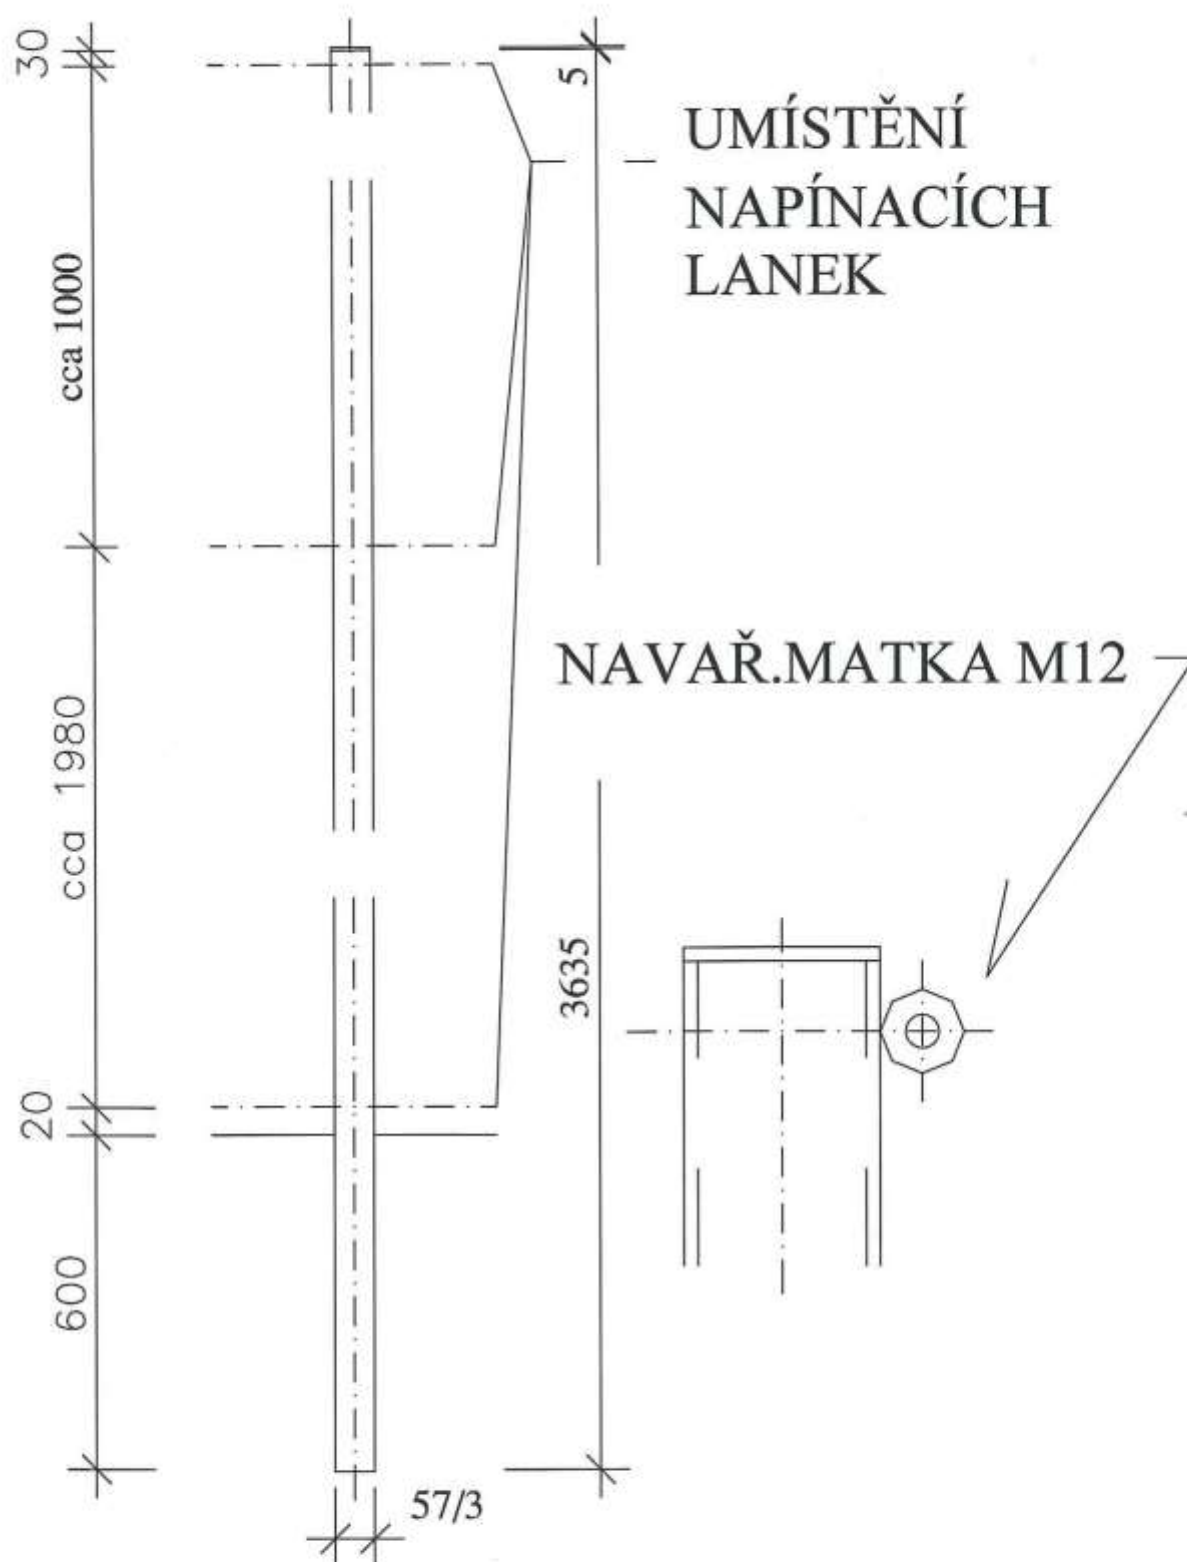 30
5
UMÍSTĚNÍ
NAPÍNACÍCH
LANEK
cca 1000
NAVAŘ.MATKA M12
cca 1980
3635
20
600
57/3